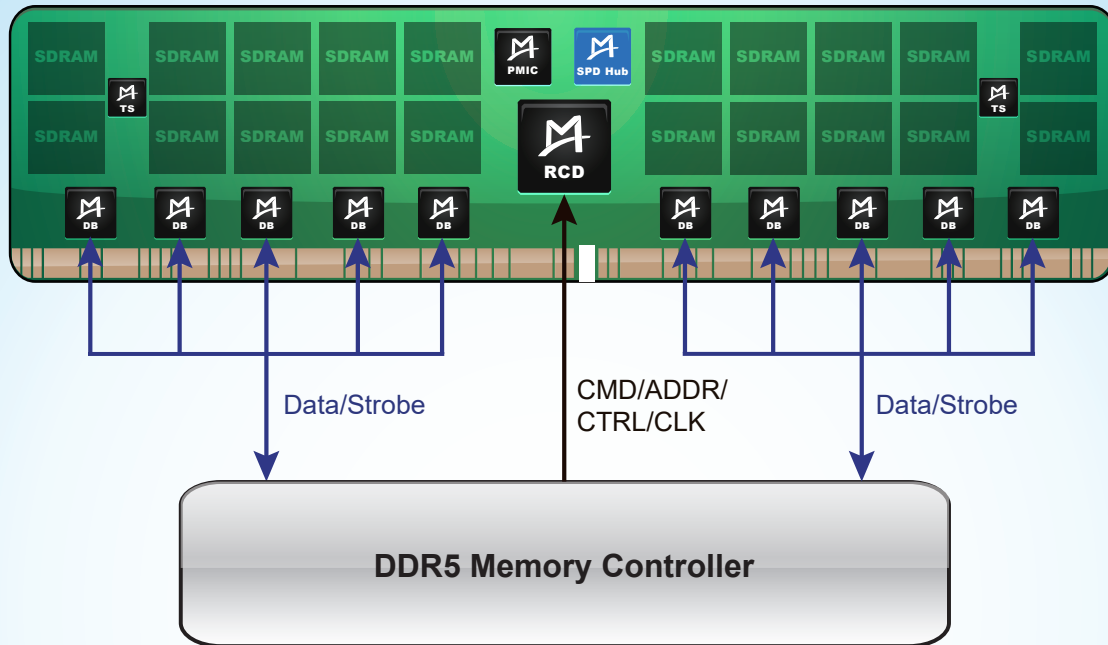 SDRAM SDRAM SDRAM SDRAM SDRAM PMIC SPD Hub SDRAM SDRAM SDRAM SDRAM SDRAM
TS TS
SDRAM SDRAM SDRAM SDRAM SDRAM SDRAM SDRAM SDRAM SDRAM SDRAM
RCD
DB DB DB DB DB DB DB DB DB DB
CMD/ADDR/
CTRL/CLK
Data/Strobe Data/Strobe
DDR5 Memory Controller